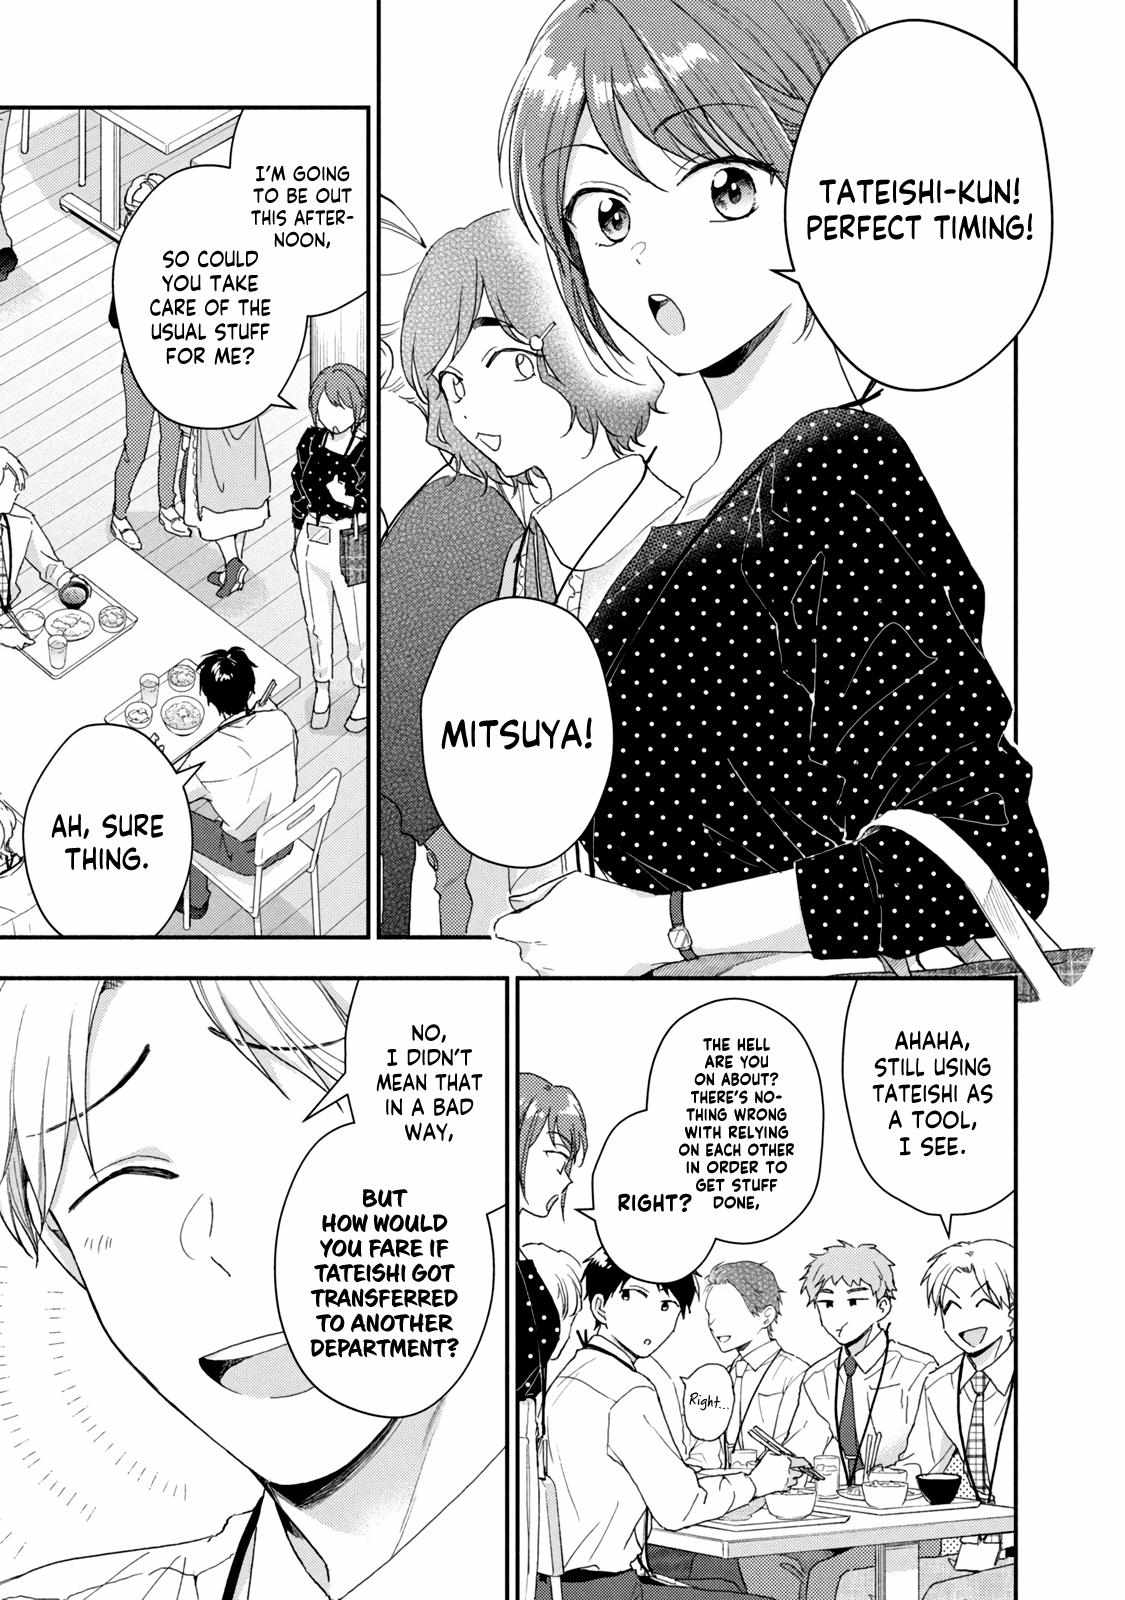 TATEISHI-KUN!
PERFECT TIMING!
MITSUYA!
I'M GOING
TO BE OUT
THIS AFTER-
NOON,
SO COULD
YOU TAKE
CARE OF THE
USUAL STUFF
FOR ME?
AH, SURE
THING.
AHAHA,
STILL USING
TATEISHI AS
A TOOL,
I SEE.
THE HELL
ARE YOU
ON ABOUT?
THERE'S NO-
THING WRONG
WITH RELYING
ON EACH OTHER
IN ORDER TO
GET STUFF
DONE,
RIGHT?
Right...
NO,
I DIDN'T
MEAN THAT
IN A BAD
WAY,
BUT
HOW WOULD
YOU FARE IF
TATEISHI GOT
TRANSFERRED
TO ANOTHER
DEPARTMENT?